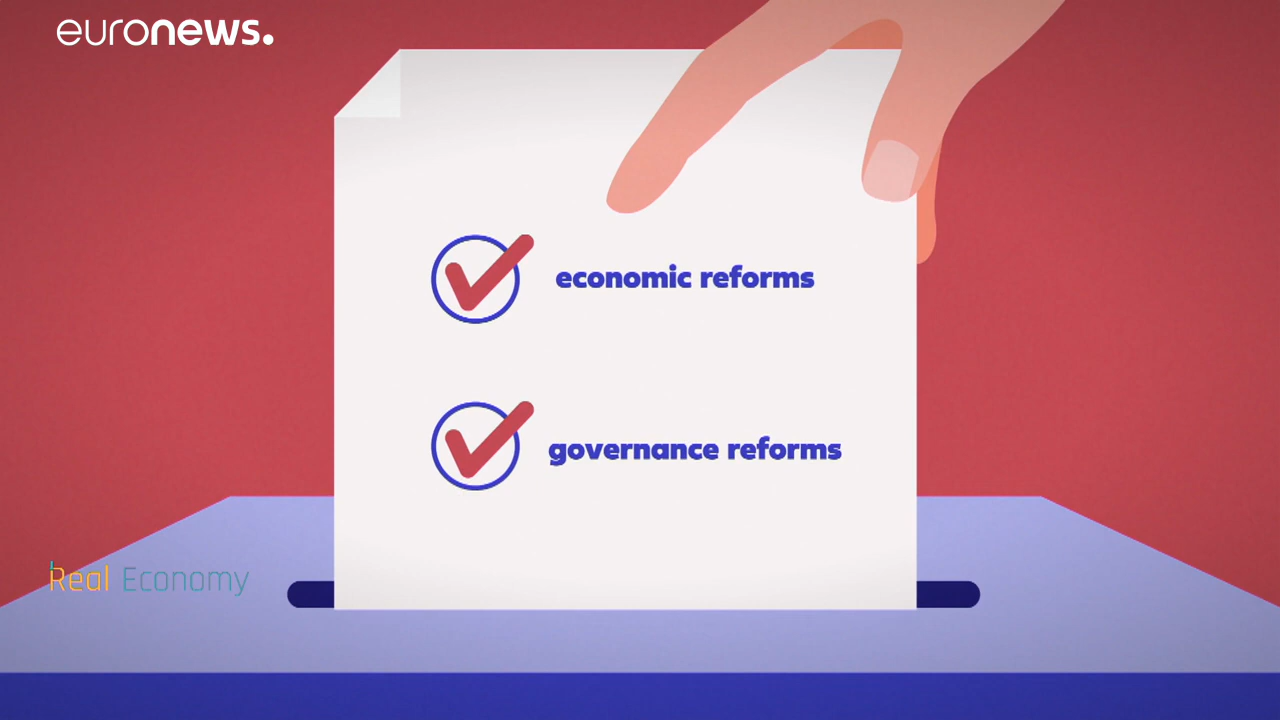 euronews.
economic reforms
governance reforms
Real Economy